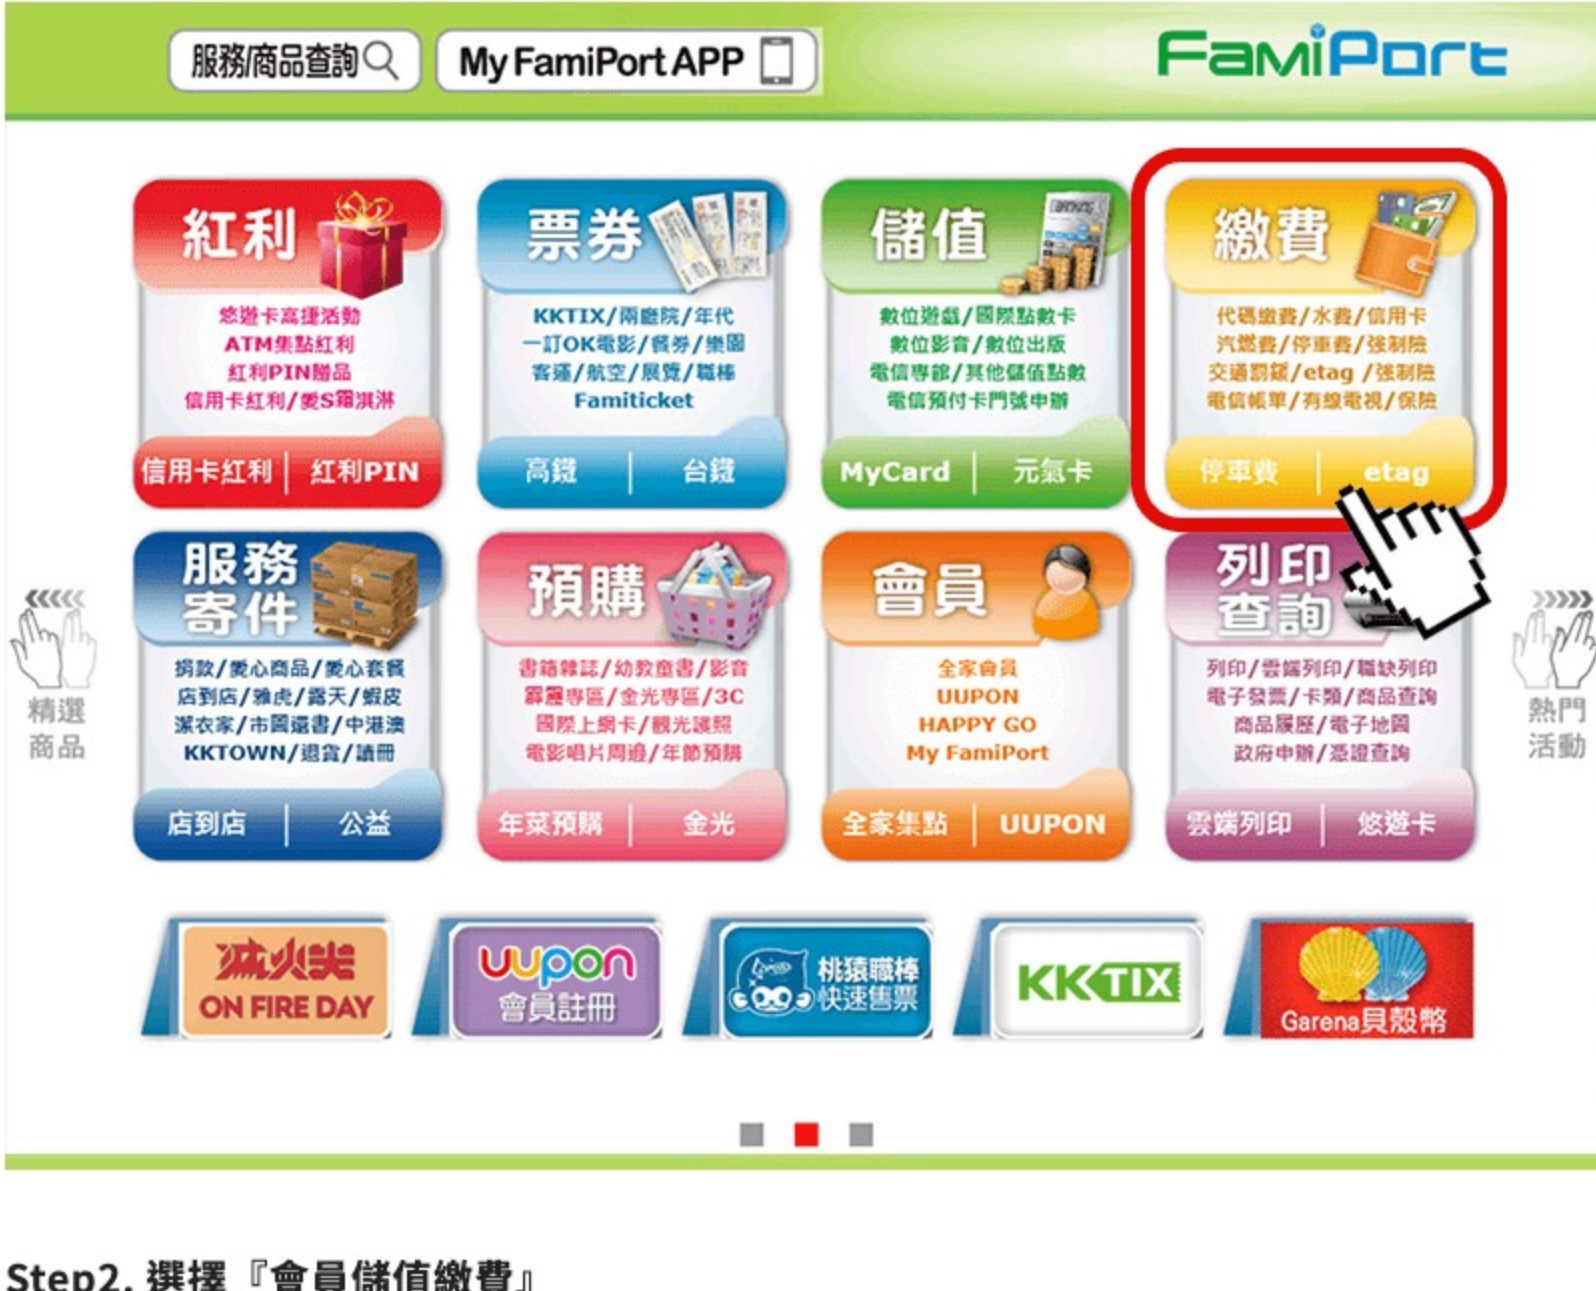 服務/商品查詢
My FamiPort APP
FamiPort
紅利
悠遊卡高捷活動
ATM集點紅利
紅利PIN贈品
信用卡紅利/愛S霜淇淋
信用卡紅利 紅利PIN
票券
KKTIX/兩廳院/年代
一訂OK電影/餐券/樂園
客運/航空/展覽/職棒
Famiticket
高鐵 台鐵
儲值
數位遊戲/國際點數卡
數位影音/數位出版
電信專館/其他儲值點數
電信預付卡門號申辦
MyCard 元氣卡
繳費
代碼繳費/水費/信用卡
汽燃費/停車費/強制險
交通罰鍰/etag /強制險
電信帳單/有線電視/保險
停車費 etag
服務
寄件
捐款/愛心商品/愛心套餐
店到店/雅虎/露天/蝦皮
潔衣家/市圖還書/中港澳
KKTOWN/退貨/讀冊
店到店 公益
預購
書籍雜誌/幼教童書/影音
霹靂專區/金光專區/3C
國際上網卡/觀光護照
電影唱片周邊/年節預購
年菜預購 金光
會員
全家會員
UUPON
HAPPY GO
My FamiPort
全家集點 UUPON
列印
查詢
列印/雲端列印/職缺列印
電子發票/卡類/商品查詢
商品履歷/電子地圖
政府申辦/憑證查詢
雲端列印 悠遊卡
精選
商品
熱門
活動
滅火器
ON FIRE DAY
uupon
會員註冊
桃猿職棒
快速售票
KKTIX
Garena貝殼幣
Step2. 選擇『會員儲值繳費』